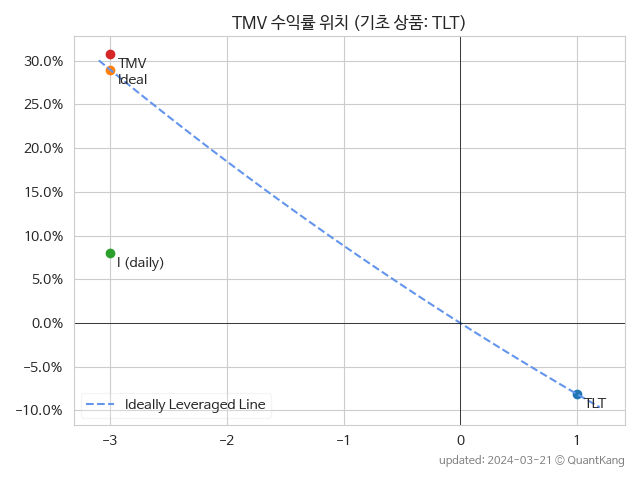 TMV 수익률 위치 (기초 상품: TLT)
30.0%
25.0%
20.0%
15.0%
10.0%
5.0%
0.0%
−5.0%
−10.0%
TMV
Ideal
I (daily)
TLT
Ideally Leveraged Line
−3
−2
−1
0
1
updated: 2024-03-21 © QuantKang